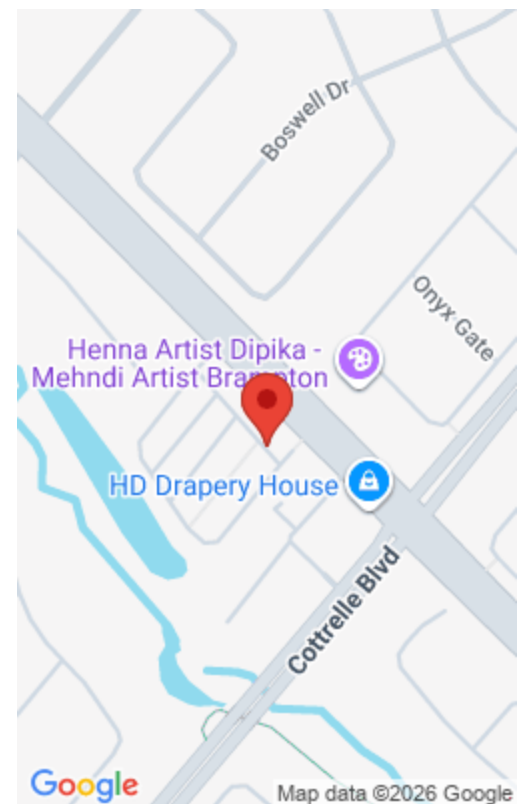 Boswell Dr
Onyx Gate
Henna Artist Dipika -
Mehndi Artist Brampton
HD Drapery House
Cottrelle Blvd
Google
Map data ©2026 Google